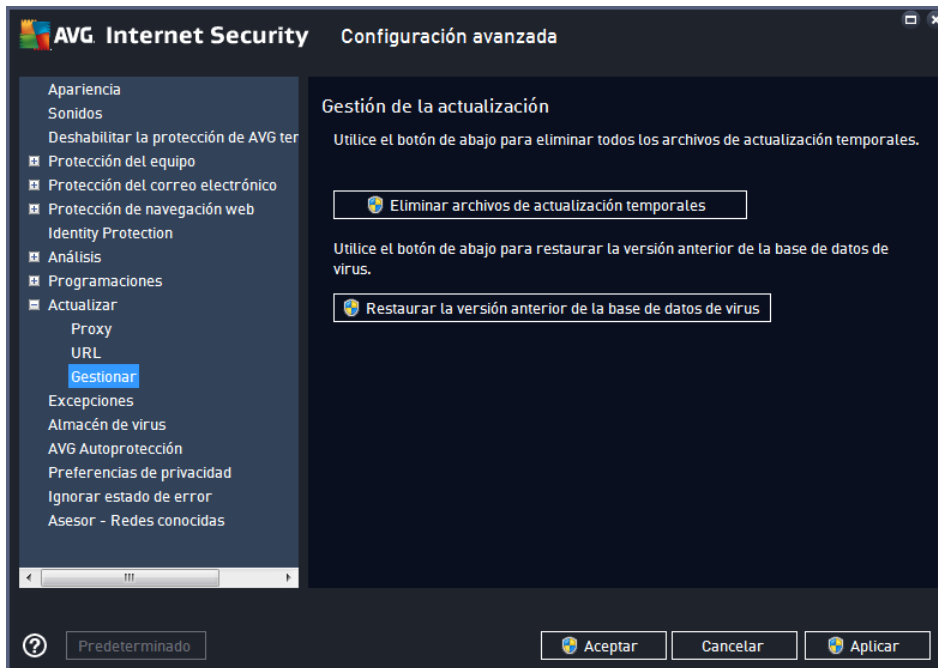 AVG. Internet Security Configuración avanzada
Apariencia
Sonidos
Deshabilitar la protección de AVG ter
Protección del equipo
Protección del correo electrónico
Protección de navegación web
Identity Protection
Análisis
Programaciones
Actualizar
Proxy
URL
Gestionar
Excepciones
Almacén de virus
AVG Autoprotección
Preferencias de privacidad
Ignorar estado de error
Asesor - Redes conocidas
Gestión de la actualización
Utilice el botón de abajo para eliminar todos los archivos de actualización temporales.
Eliminar archivos de actualización temporales
Utilice el botón de abajo para restaurar la versión anterior de la base de datos de
virus.
Restaurar la versión anterior de la base de datos de virus
Predeterminado
Aceptar
Cancelar
Aplicar